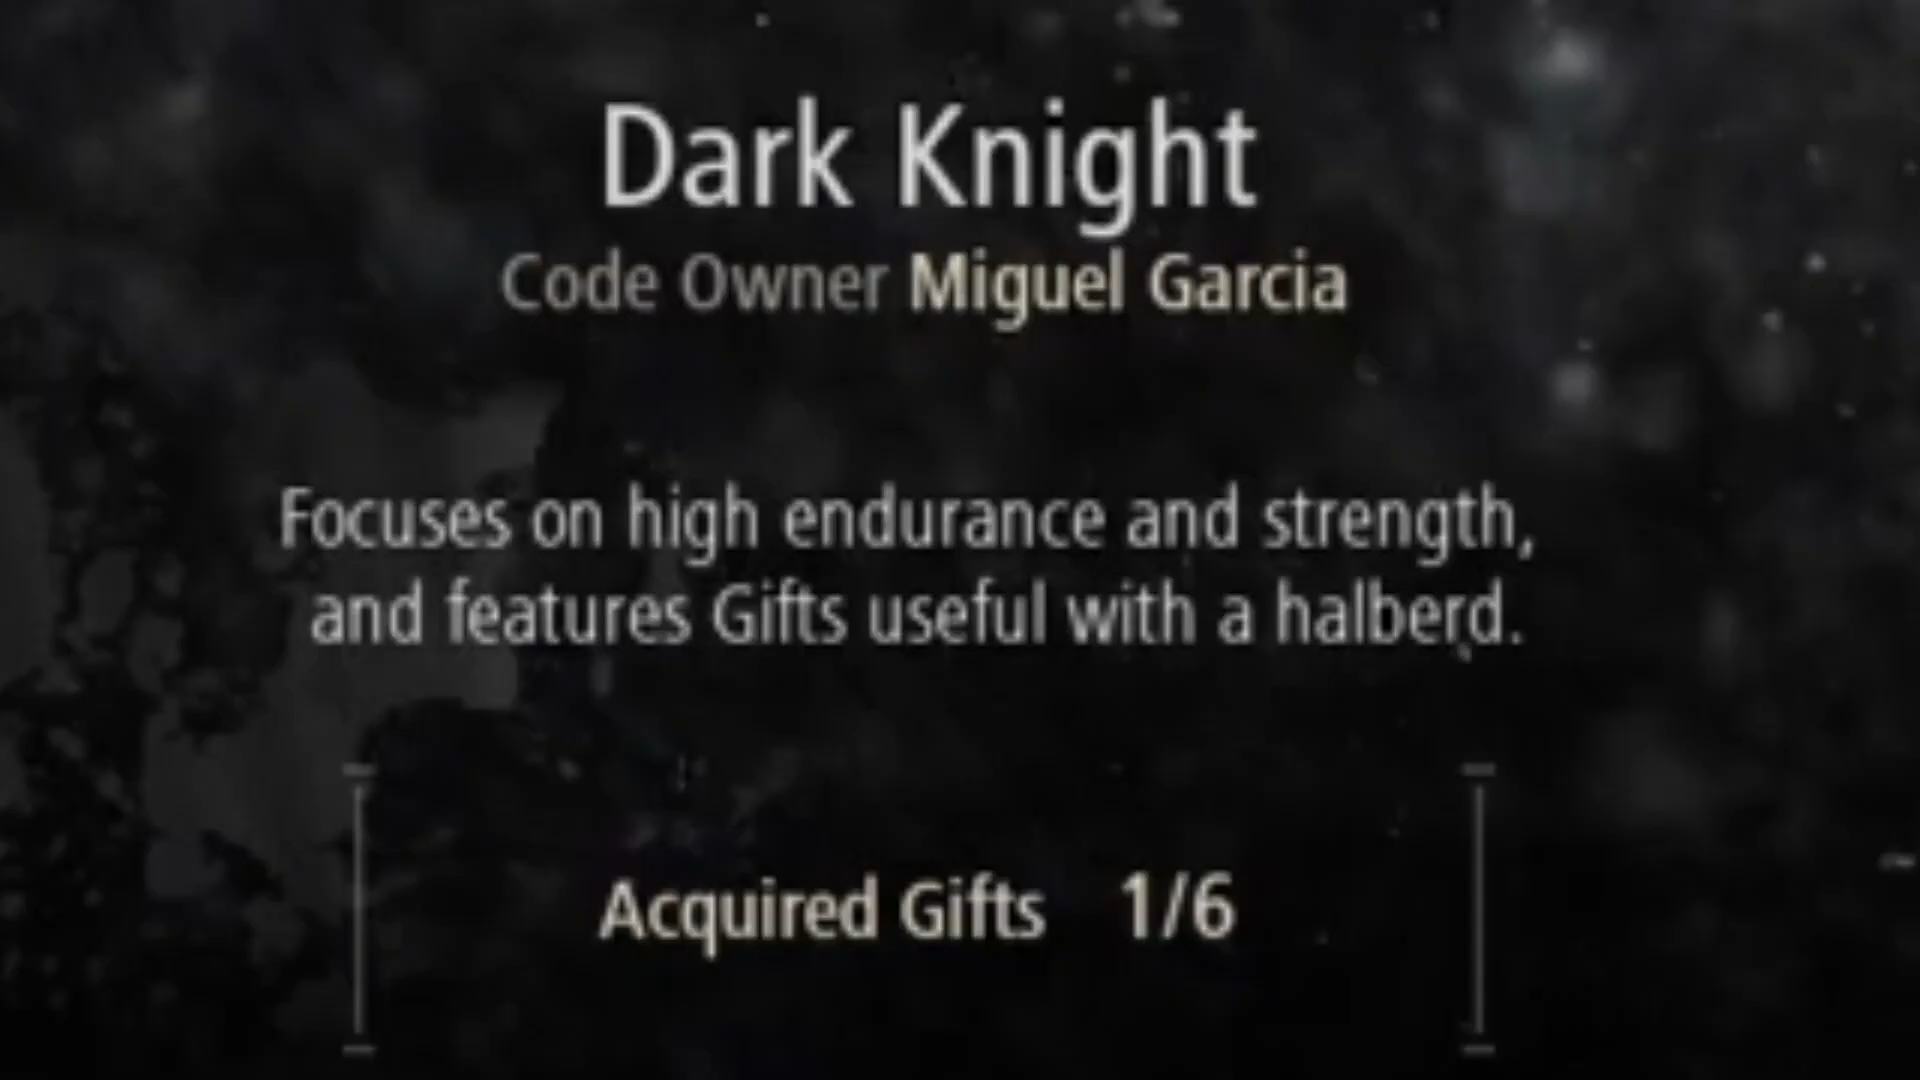 Dark Knight
Code Owner Miguel Garcia
Focuses on high endurance and strength,
and features Gifts useful with a halberd.
Acquired Gifts 1/6